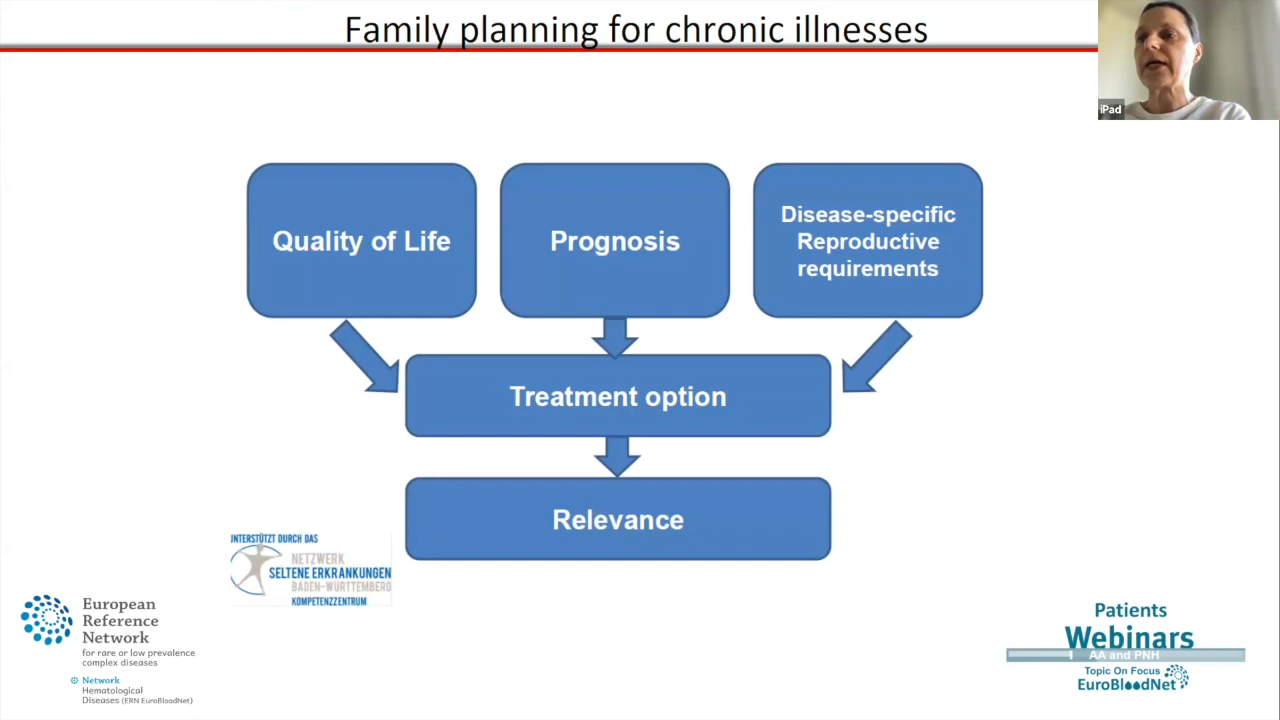 Family planning for chronic illnesses
iPad
Quality of Life
Prognosis
Disease-specific
Reproductive
requirements
Treatment option
Relevance
UNTERSTÜTZT DURCH DAS
NETZWERK
SELTENE ERKRANKUNGEN
BADEN-WÜRTTEMBERG
KOMPETENZZENTRUM
European
Reference
Network
for rare or low prevalence
complex diseases
Network
Hematological
Diseases (ERN EuroBloodNet)
Patients
Webinars
AA and PNH
Topic On Focus
EuroBloodNet